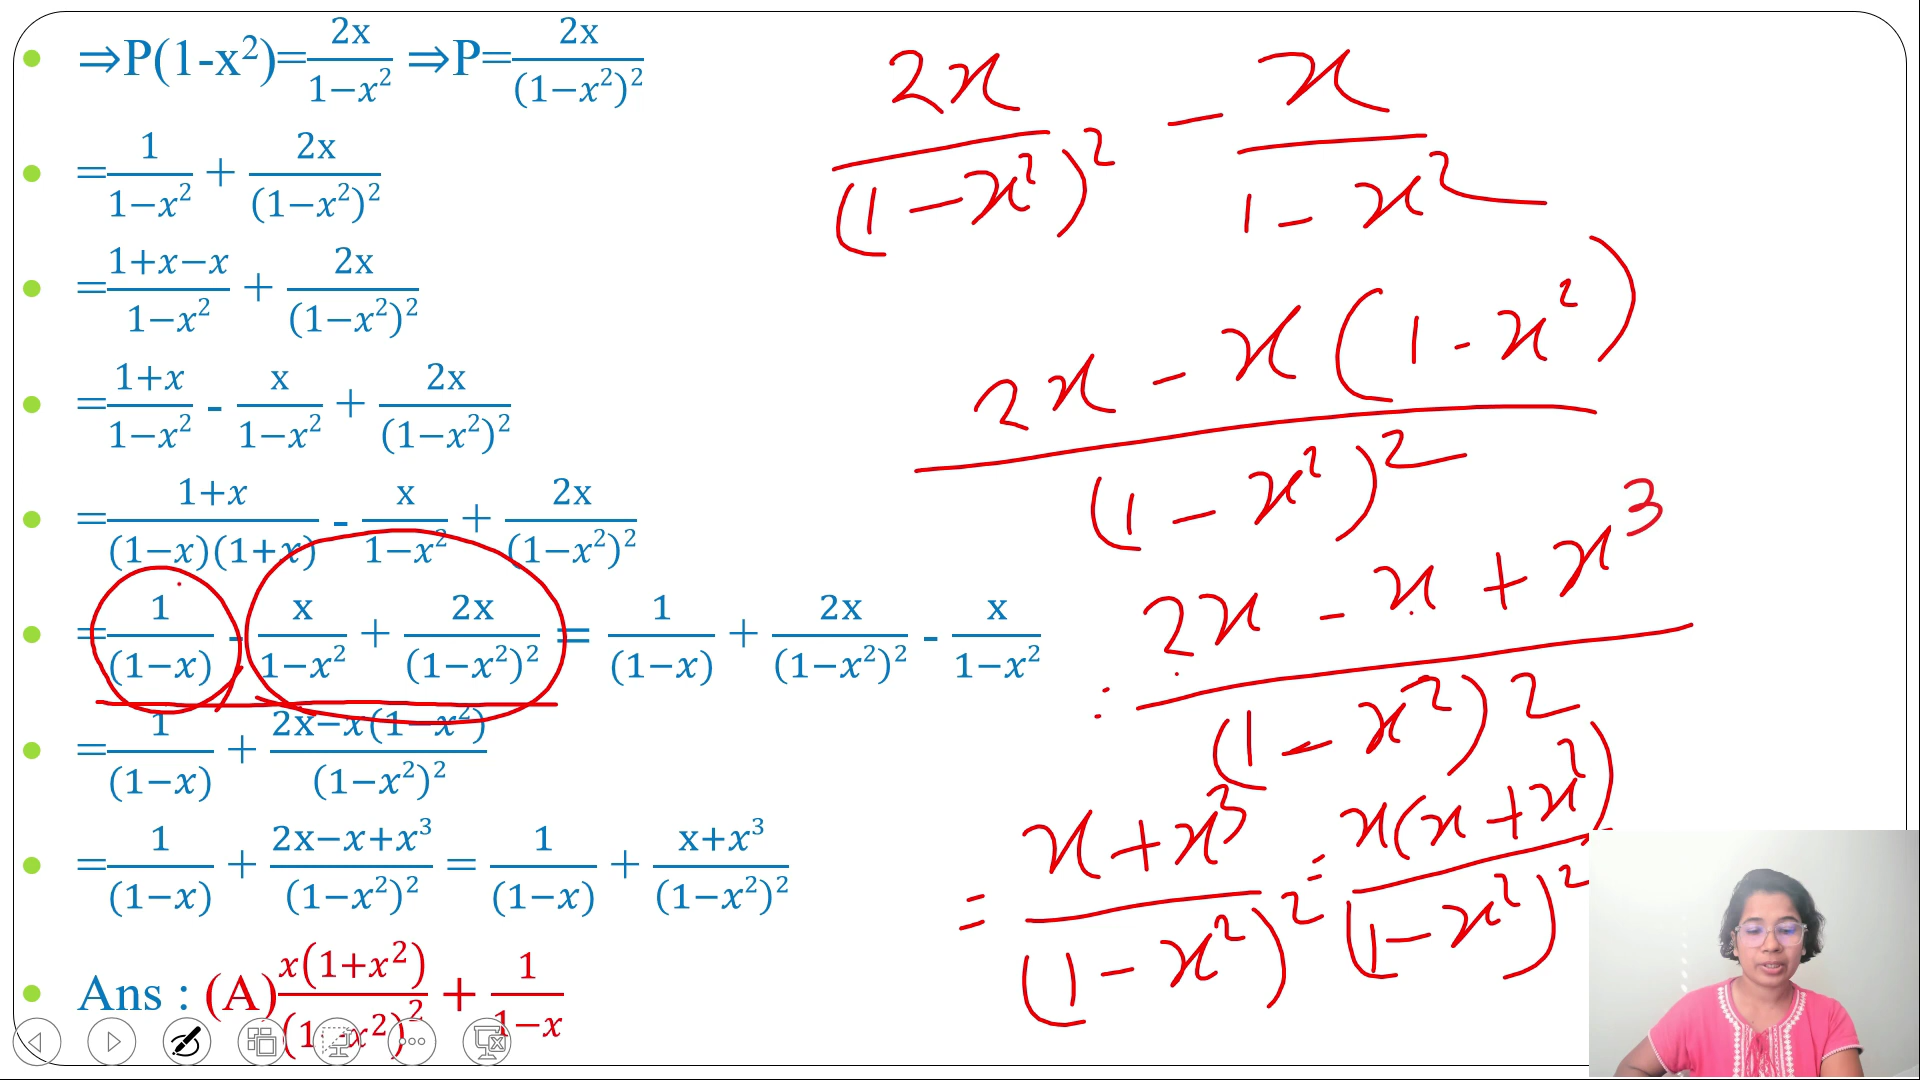 ⇒P(1-x²)=2x/(1−x²) ⇒P=2x/(1−x²)²
=1/(1−x²) + 2x/(1−x²)²
=(1+x−x)/(1−x²) + 2x/(1−x²)²
=(1+x)/(1−x²) - x/(1−x²) + 2x/(1−x²)²
=(1+x)/((1−x)(1+x)) - x/(1−x²) + 2x/(1−x²)²
=1/(1−x) - x/(1−x²) + 2x/(1−x²)² = 1/(1−x) + 2x/(1−x²)² - x/(1−x²)
=1/(1−x) + (2x−x(1−x²))/(1−x²)²
=1/(1−x) + (2x−x+x³)/(1−x²)² = 1/(1−x) + (x+x³)/(1−x²)²
Ans : (A) x(1+x²)/(1−x²)² + 1/(1−x)
2x/(1−x²)² − x/(1−x²)
(2x − x(1−x²))/(1−x²)²
: (2x − x + x³)/(1−x²)²
= (x+x³)/(1−x²)² = x(x+x²)/(1−x²)²